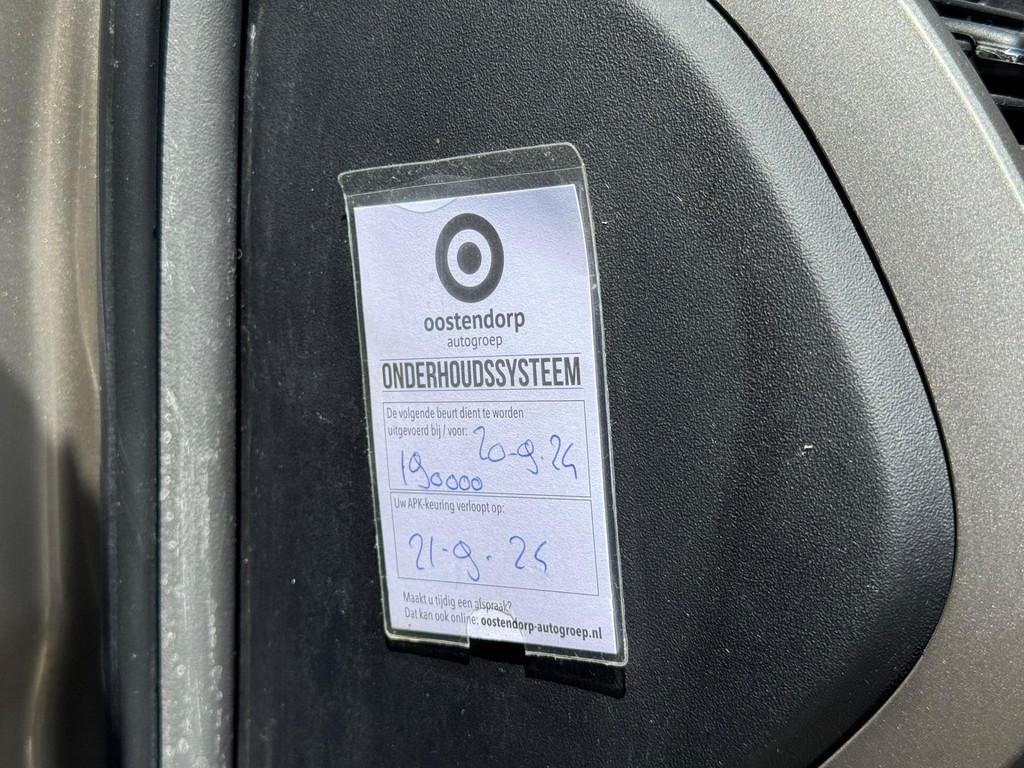 oostendorp
autogroep
ONDERHOUDSSYSTEEM
De volgende beurt dient te worden
uitgevoerd bij / voor: 20-9-24
190000
Uw APK-keuring verloopt op:
21-9-24
Maakt u tijdig een afspraak?
Dat kan ook online: oostendorp-autogroep.nl